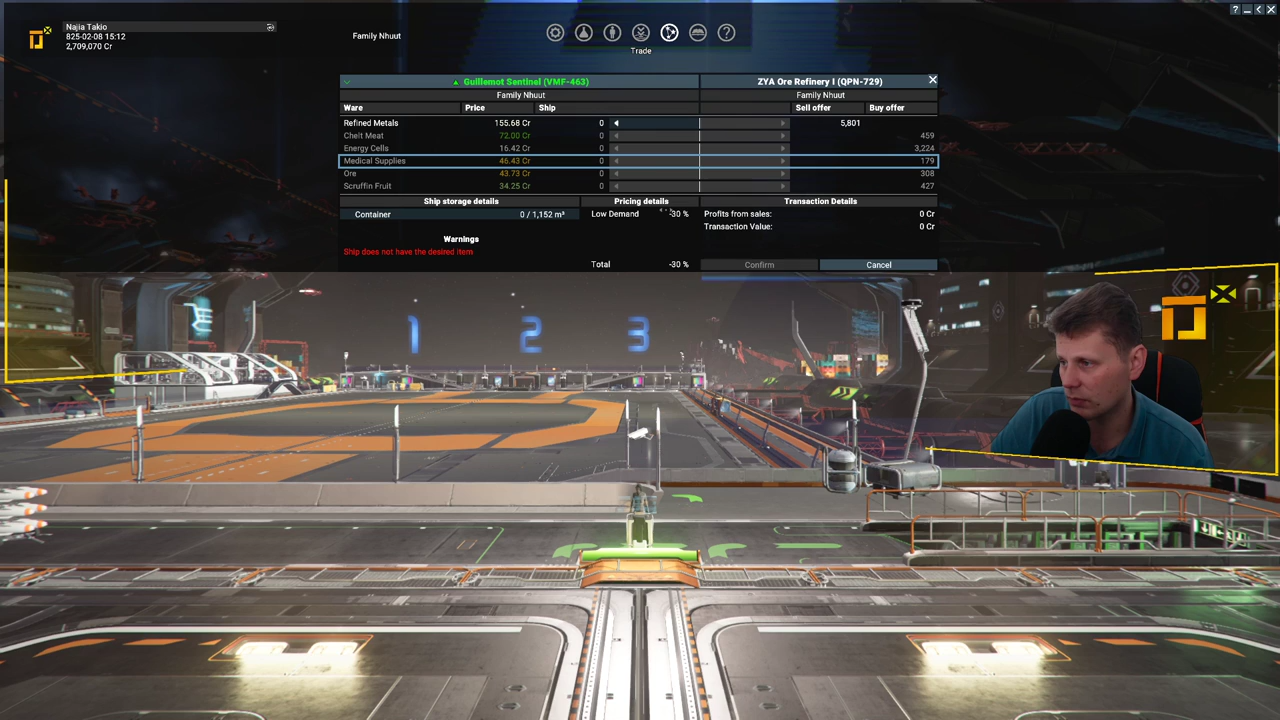 Najia Takio
825-02-08 15:12
2,709,070 Cr
Family Nhuut
?
Trade
Guillemot Sentinel (VMF-463) ZYA Ore Refinery I (QPN-729)
Family Nhuut Family Nhuut
Ware Price Ship Sell offer Buy offer
Refined Metals 155.68 Cr 0 5,801
Chelt Meat 72.00 Cr 0 459
Energy Cells 16.42 Cr 0 3,224
Medical Supplies 46.43 Cr 0 179
Ore 43.73 Cr 0 308
Scruffin Fruit 34.25 Cr 0 427
Ship storage details Pricing details Transaction Details
Container 0 / 1,152 m³ Low Demand -30 % Profits from sales: 0 Cr
Transaction Value: 0 Cr
Warnings
Ship does not have the desired item
Total -30 % Confirm Cancel
1 2 3